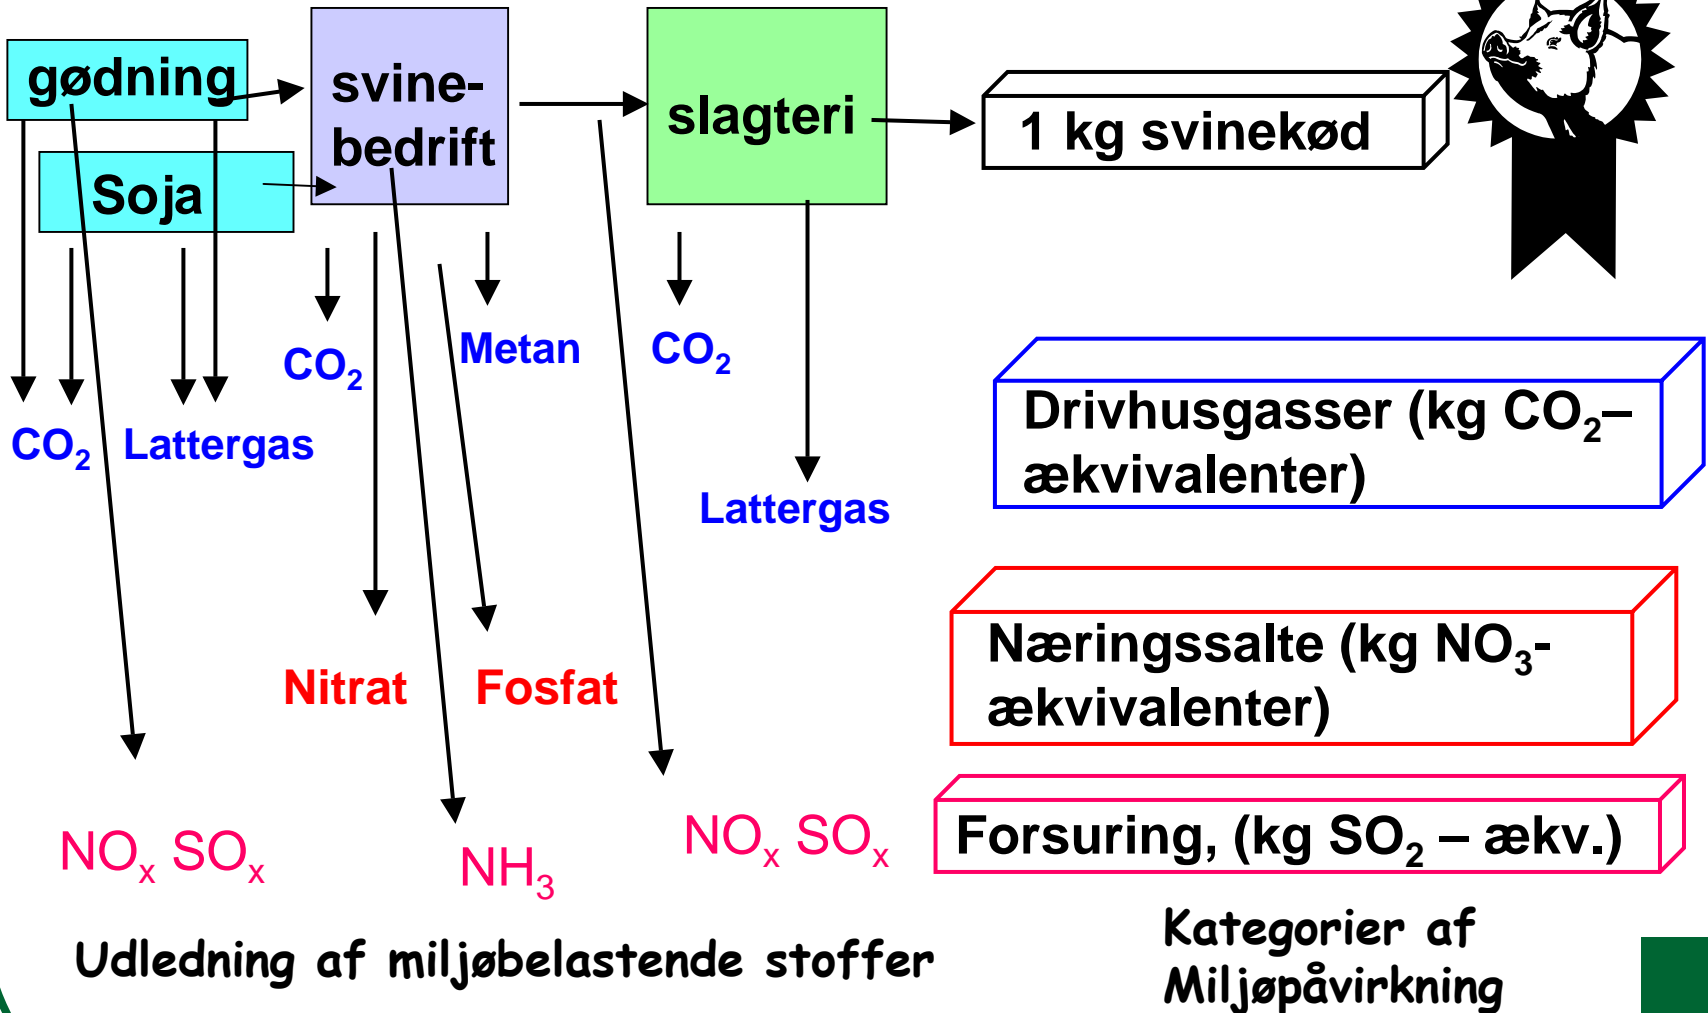 gødning
Soja
svine-
bedrift
slagteri
1 kg svinekød
CO₂
Lattergas
CO₂
Metan
CO₂
Lattergas
Nitrat
Fosfat
NOₓ SOₓ
NH₃
NOₓ SOₓ
Drivhusgasser (kg CO₂–
ækvivalenter)
Næringssalte (kg NO₃-
ækvivalenter)
Forsuring, (kg SO₂ – ækv.)
Udledning af miljøbelastende stoffer
Kategorier af
Miljøpåvirkning